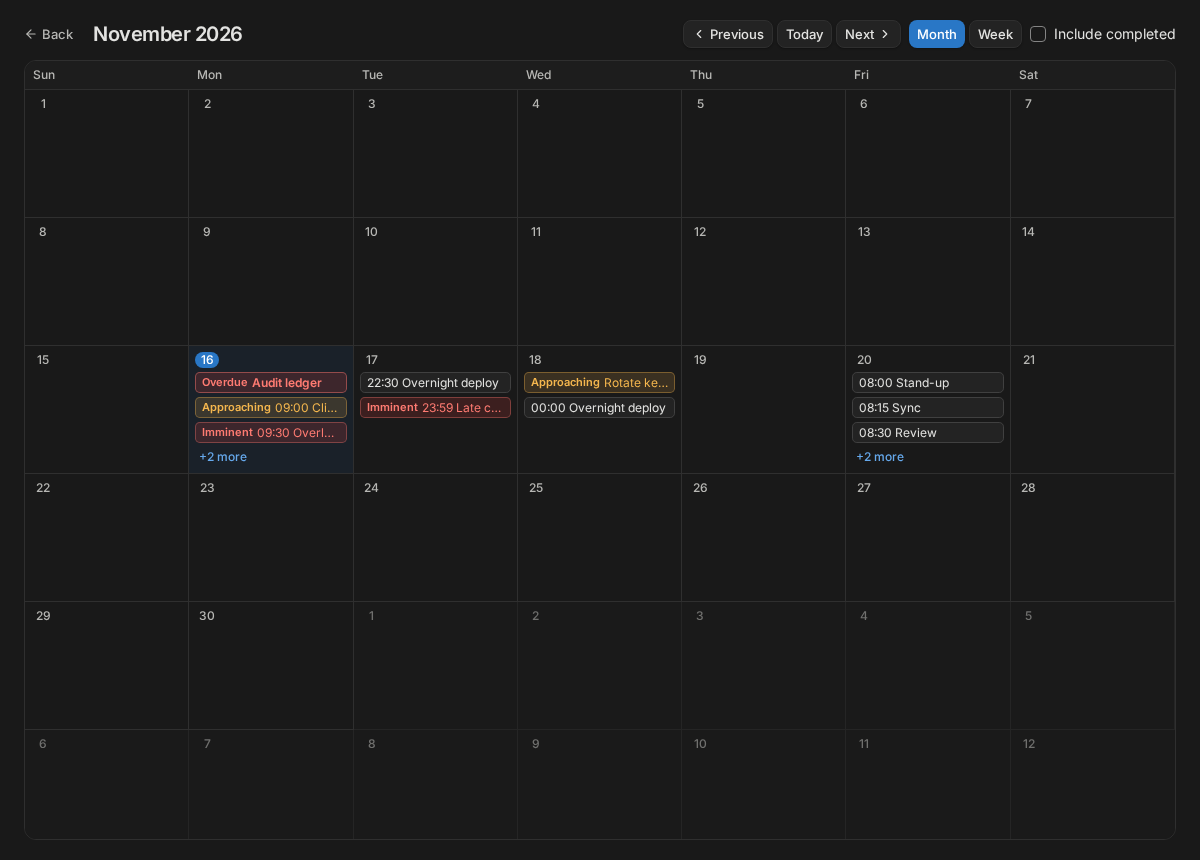 Back
November 2026
Previous
Today
Next
Month
Week
Include completed
Sun Mon Tue Wed Thu Fri Sat
1 2 3 4 5 6 7
8 9 10 11 12 13 14
15 16 17 18 19 20 21
Overdue Audit ledger
Approaching 09:00 Cli...
Imminent 09:30 Overl...
+2 more
22:30 Overnight deploy
Imminent 23:59 Late c...
Approaching Rotate ke...
00:00 Overnight deploy
08:00 Stand-up
08:15 Sync
08:30 Review
+2 more
22 23 24 25 26 27 28
29 30 1 2 3 4 5
6 7 8 9 10 11 12